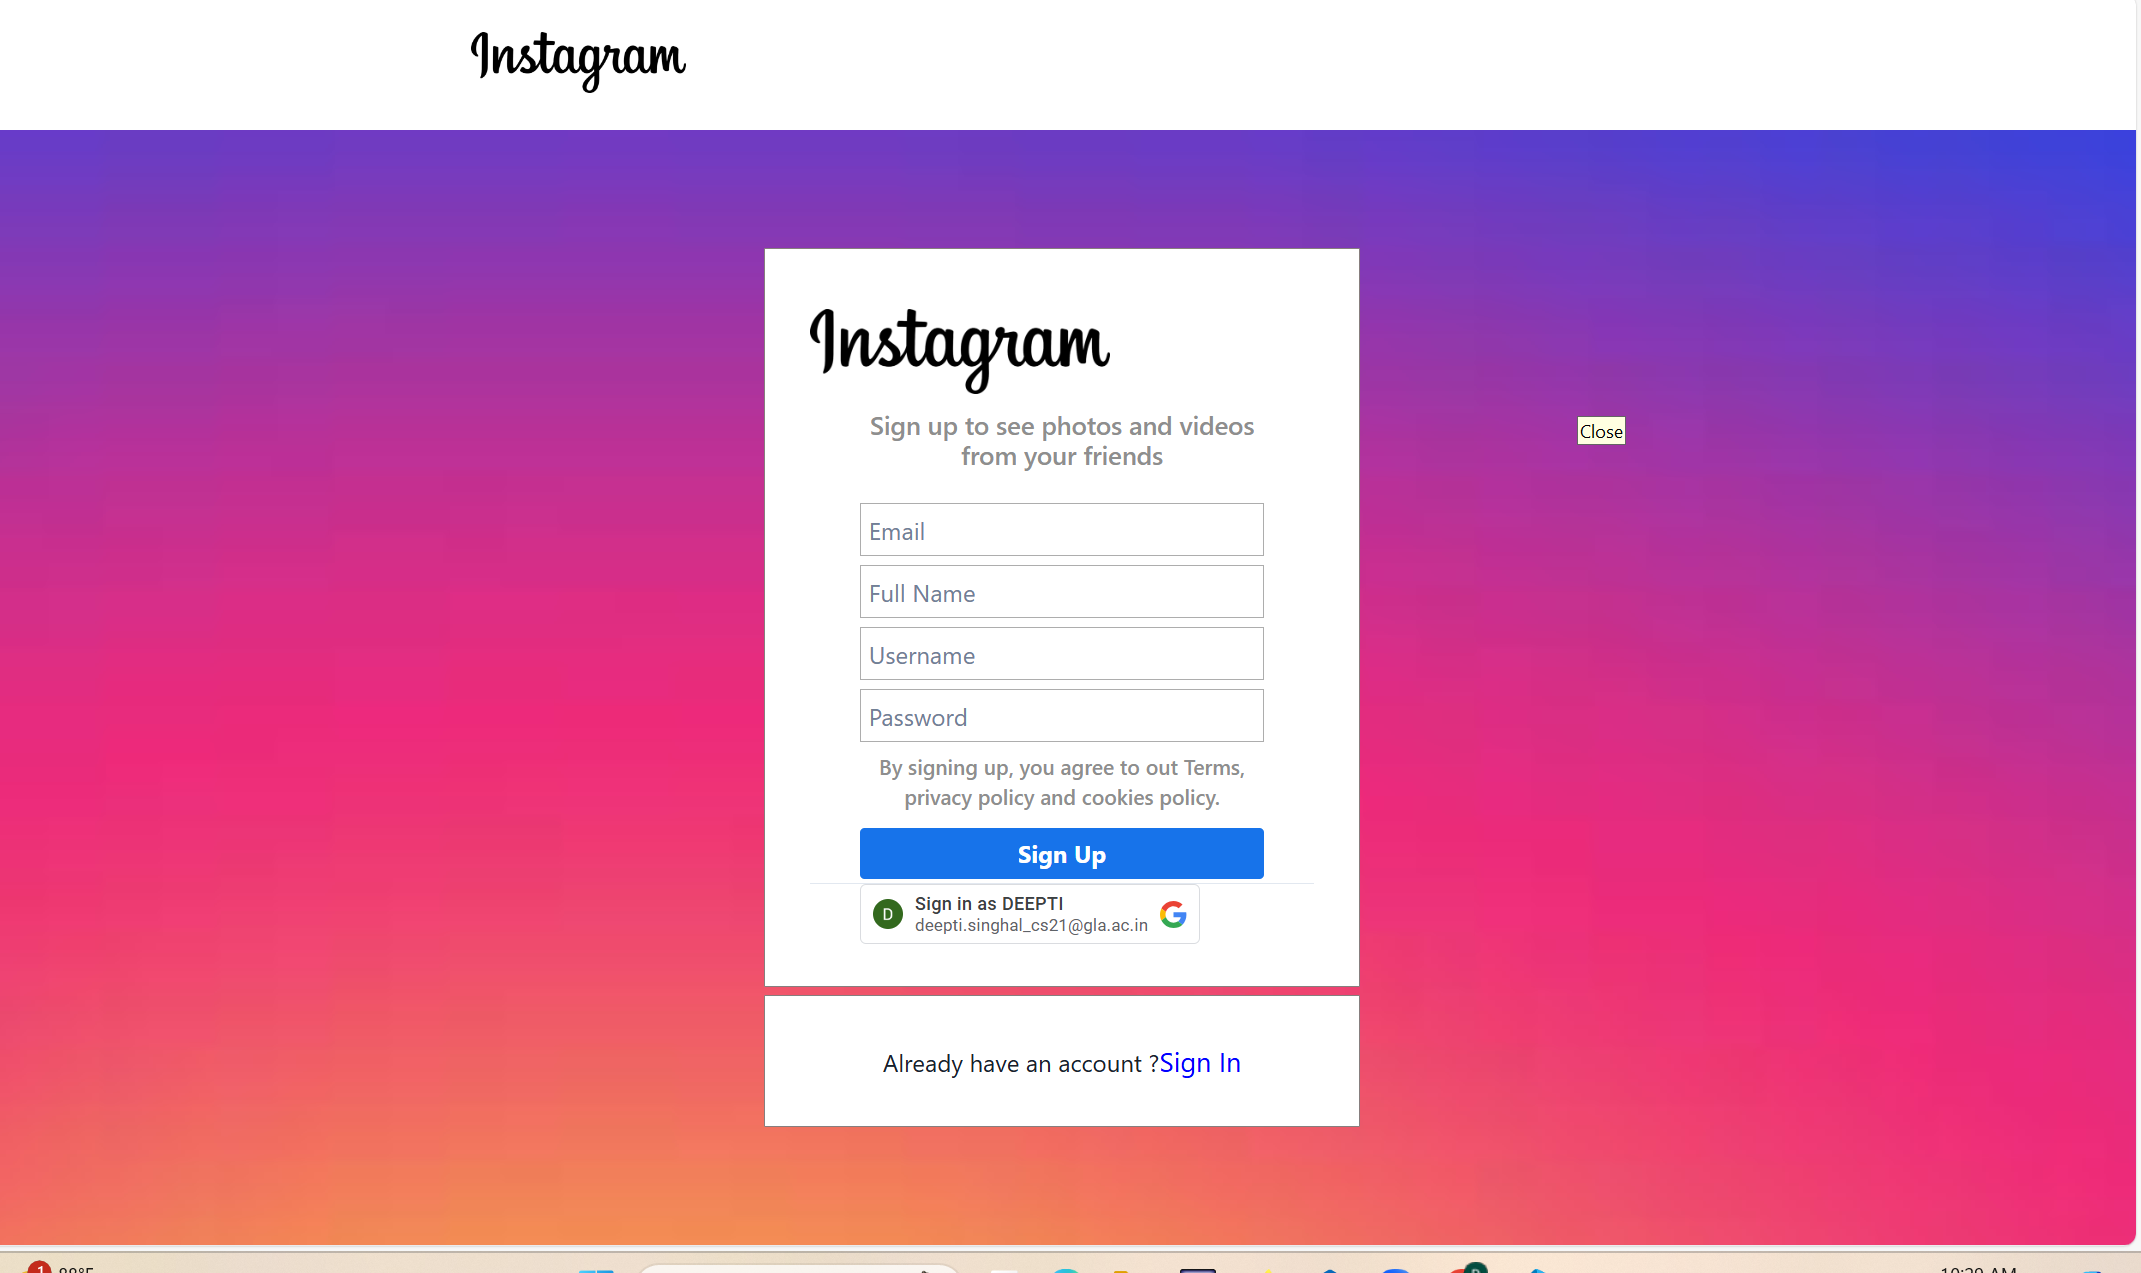 Instagram
Instagram
Sign up to see photos and videos
from your friends
Close
Email
Full Name
Username
Password
By signing up, you agree to out Terms,
privacy policy and cookies policy.
Sign Up
D
Sign in as DEEPTI
deepti.singhal_cs21@gla.ac.in
Already have an account ?Sign In